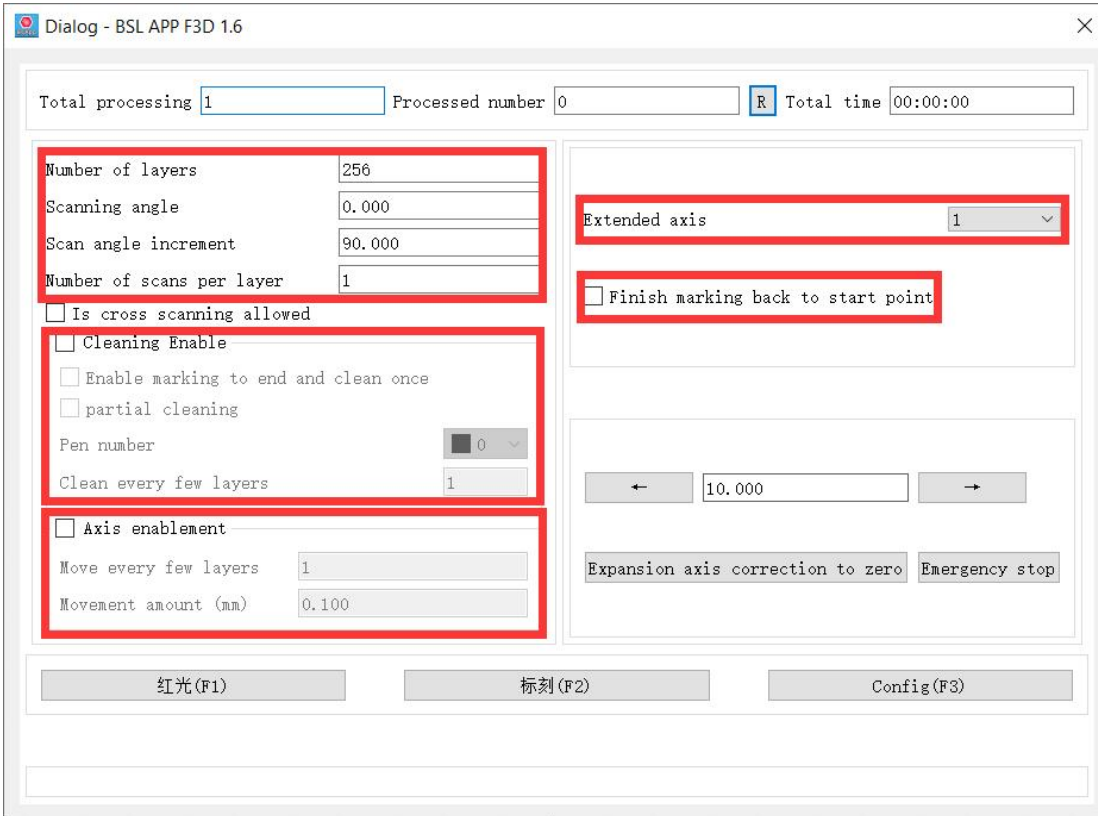 Dialog - BSL APP F3D 1.6
Total processing 1 Processed number 0 R Total time 00:00:00
Number of layers 256
Scanning angle 0.000
Scan angle increment 90.000
Number of scans per layer 1
Is cross scanning allowed
Cleaning Enable
Enable marking to end and clean once
partial cleaning
Pen number 0
Clean every few layers 1
Axis enablement
Move every few layers 1
Movement amount (mm) 0.100
Extended axis 1
Finish marking back to start point
← 10.000 →
Expansion axis correction to zero Emergency stop
红光(F1) 标刻(F2) Config(F3)